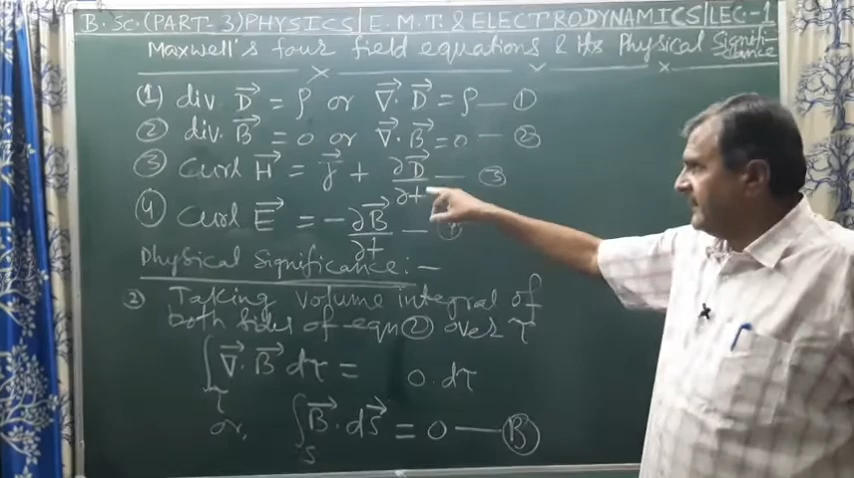 B.Sc.(PART-3)PHYSICS|E.M.T.& ELECTRODYNAMICS|LEC-1
Maxwell's four field equations & Its Physical Significance
(1) div D⃗ = ρ or ∇⃗. D⃗ = ρ — ①
(2) div. B⃗ = 0 or ∇⃗. B⃗ = 0 — ②
(3) Curl H⃗ = J⃗ + ∂D⃗/∂t — ③
(4) Curl E⃗ = -∂B⃗/∂t —
Physical Significance:-
② Taking volume integral of
both sides of eqn ② over τ
∫τ ∇⃗. B⃗ dτ = 0. dτ
or, ∫S B⃗. dS⃗ = 0 — Ⓑ